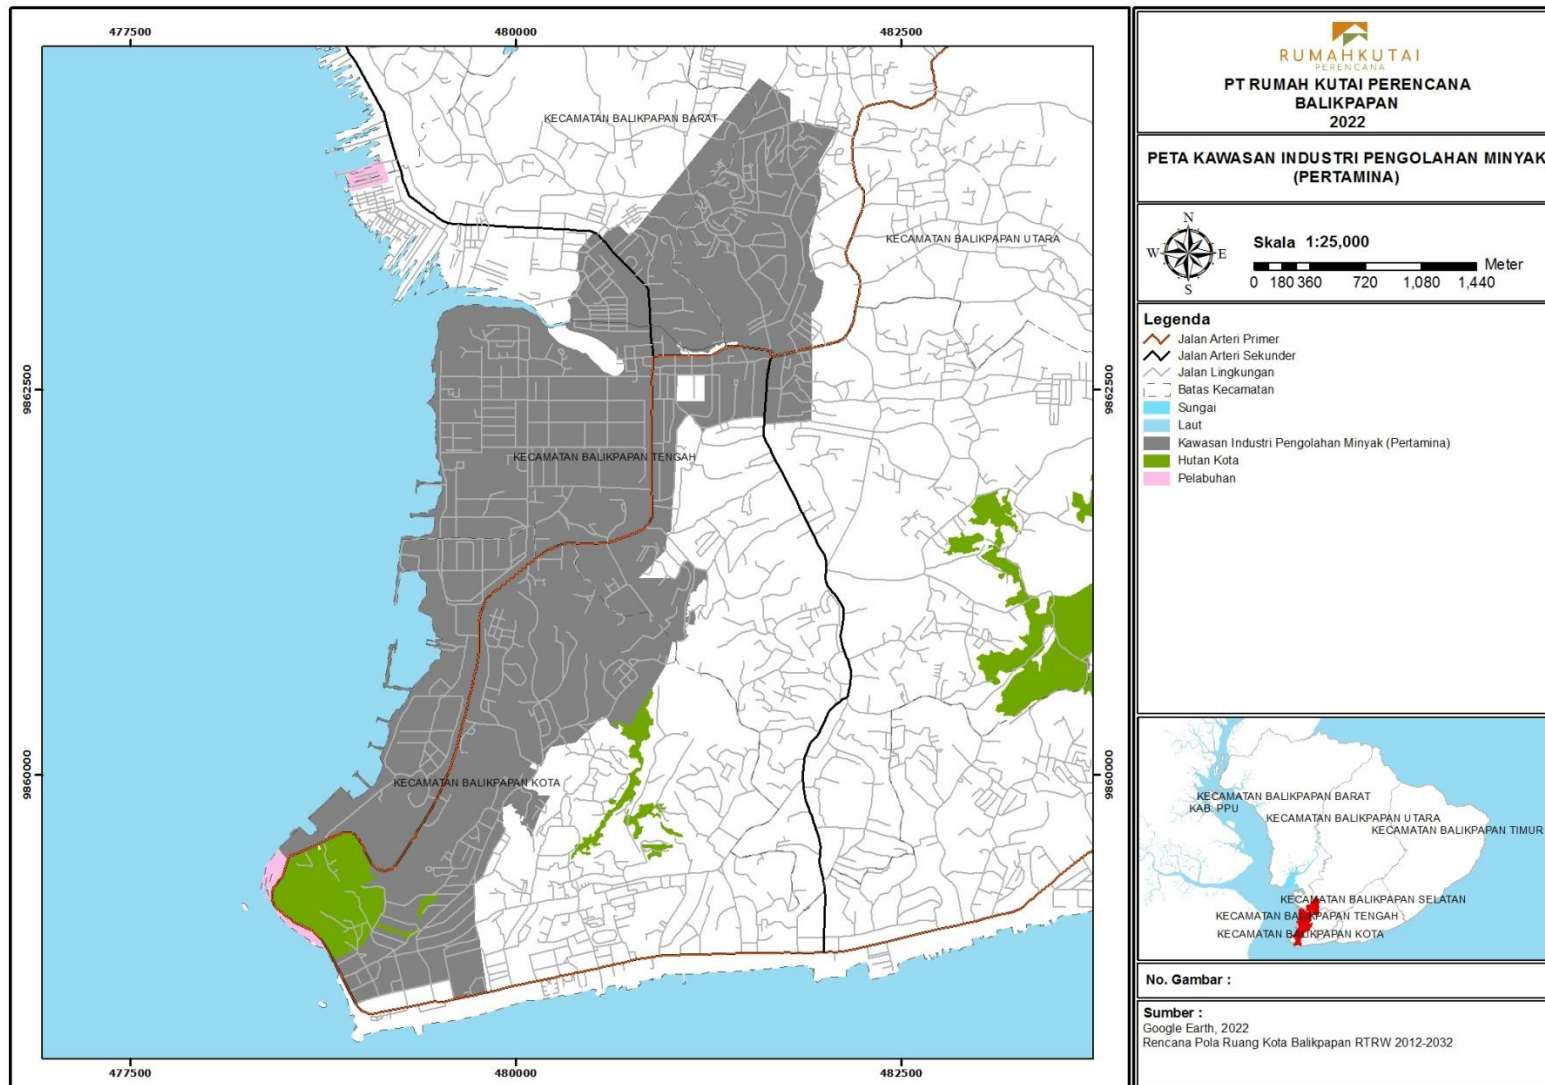 477500
480000
482500
9862500
9862500
9860000
9860000
477500
480000
482500
KECAMATAN BALIKPAPAN BARAT
KECAMATAN BALIKPAPAN UTARA
KECAMATAN BALIKPAPAN TENGAH
KECAMATAN BALIKPAPAN KOTA
RUMAHKUTAI
PERENCANA
PT RUMAH KUTAI PERENCANA
BALIKPAPAN
2022
PETA KAWASAN INDUSTRI PENGOLAHAN MINYAK
(PERTAMINA)
N
W
E
S
Skala 1:25,000
Meter
0 180 360 720 1,080 1,440
Legenda
Jalan Arteri Primer
Jalan Arteri Sekunder
Jalan Lingkungan
Batas Kecamatan
Sungai
Laut
Kawasan Industri Pengolahan Minyak (Pertamina)
Hutan Kota
Pelabuhan
KECAMATAN BALIKPAPAN BARAT
KAB. PPU
KECAMATAN BALIKPAPAN UTARA
KECAMATAN BALIKPAPAN TIMUR
KECAMATAN BALIKPAPAN SELATAN
KECAMATAN BALIKPAPAN TENGAH
KECAMATAN BALIKPAPAN KOTA
No. Gambar :
Sumber :
Google Earth, 2022
Rencana Pola Ruang Kota Balikpapan RTRW 2012-2032